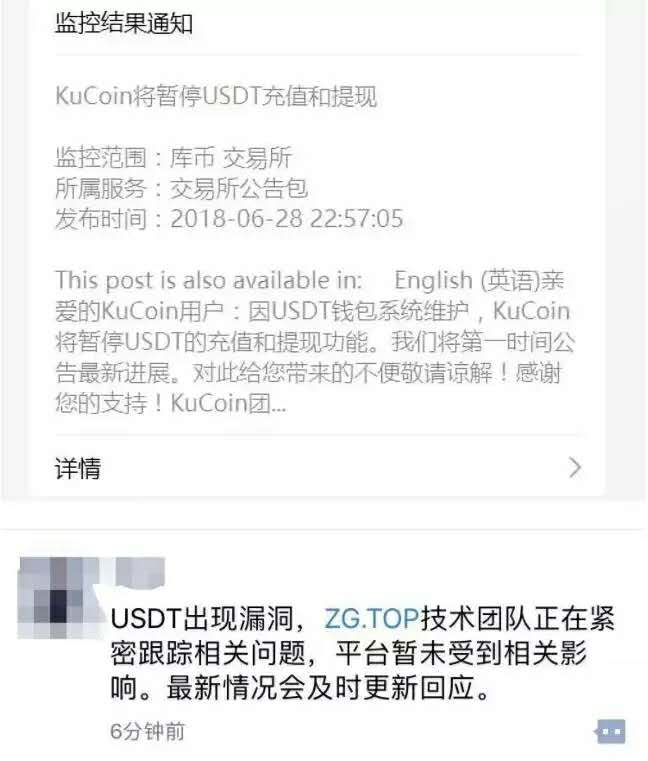 监控结果通知
KuCoin将暂停USDT充值和提现
监控范围：库币 交易所
所属服务：交易所公告包
发布时间：2018-06-28 22:57:05
This post is also available in: English (英语)亲
爱的KuCoin用户：因USDT钱包系统维护，KuCoin
将暂停USDT的充值和提现功能。我们将第一时间公
告最新进展。对此给您带来的不便敬请谅解！感谢
您的支持！KuCoin团...
详情
USDT出现漏洞，ZG.TOP技术团队正在紧
密跟踪相关问题，平台暂未受到相关影
响。最新情况会及时更新回应。
6分钟前